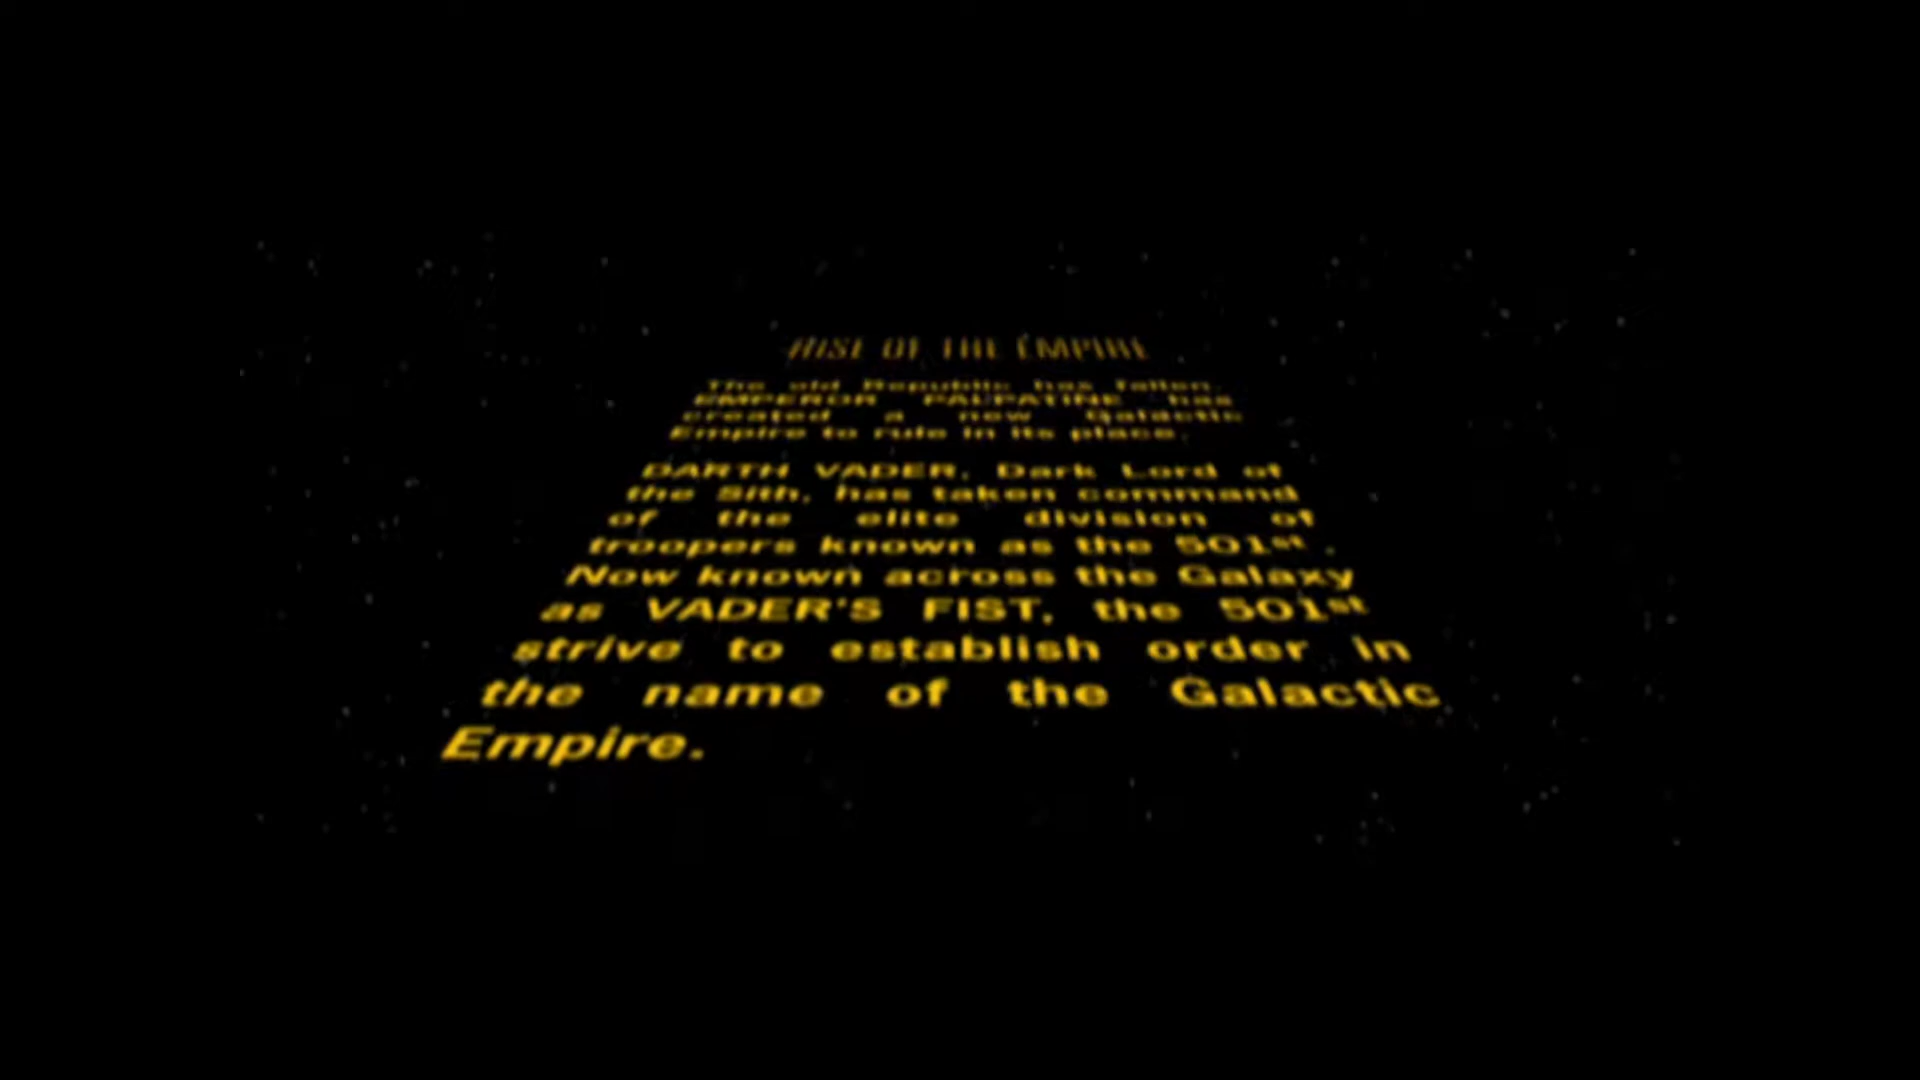 RISE OF THE EMPIRE
The old Republic has fallen.
EMPEROR PALPATINE has
created a new Galactic
Empire to rule in its place.
DARTH VADER, Dark Lord of
the Sith, has taken command
of the elite division of
troopers known as the 501st .
Now known across the Galaxy
as VADER'S FIST, the 501st
strive to establish order in
the name of the Galactic
Empire.